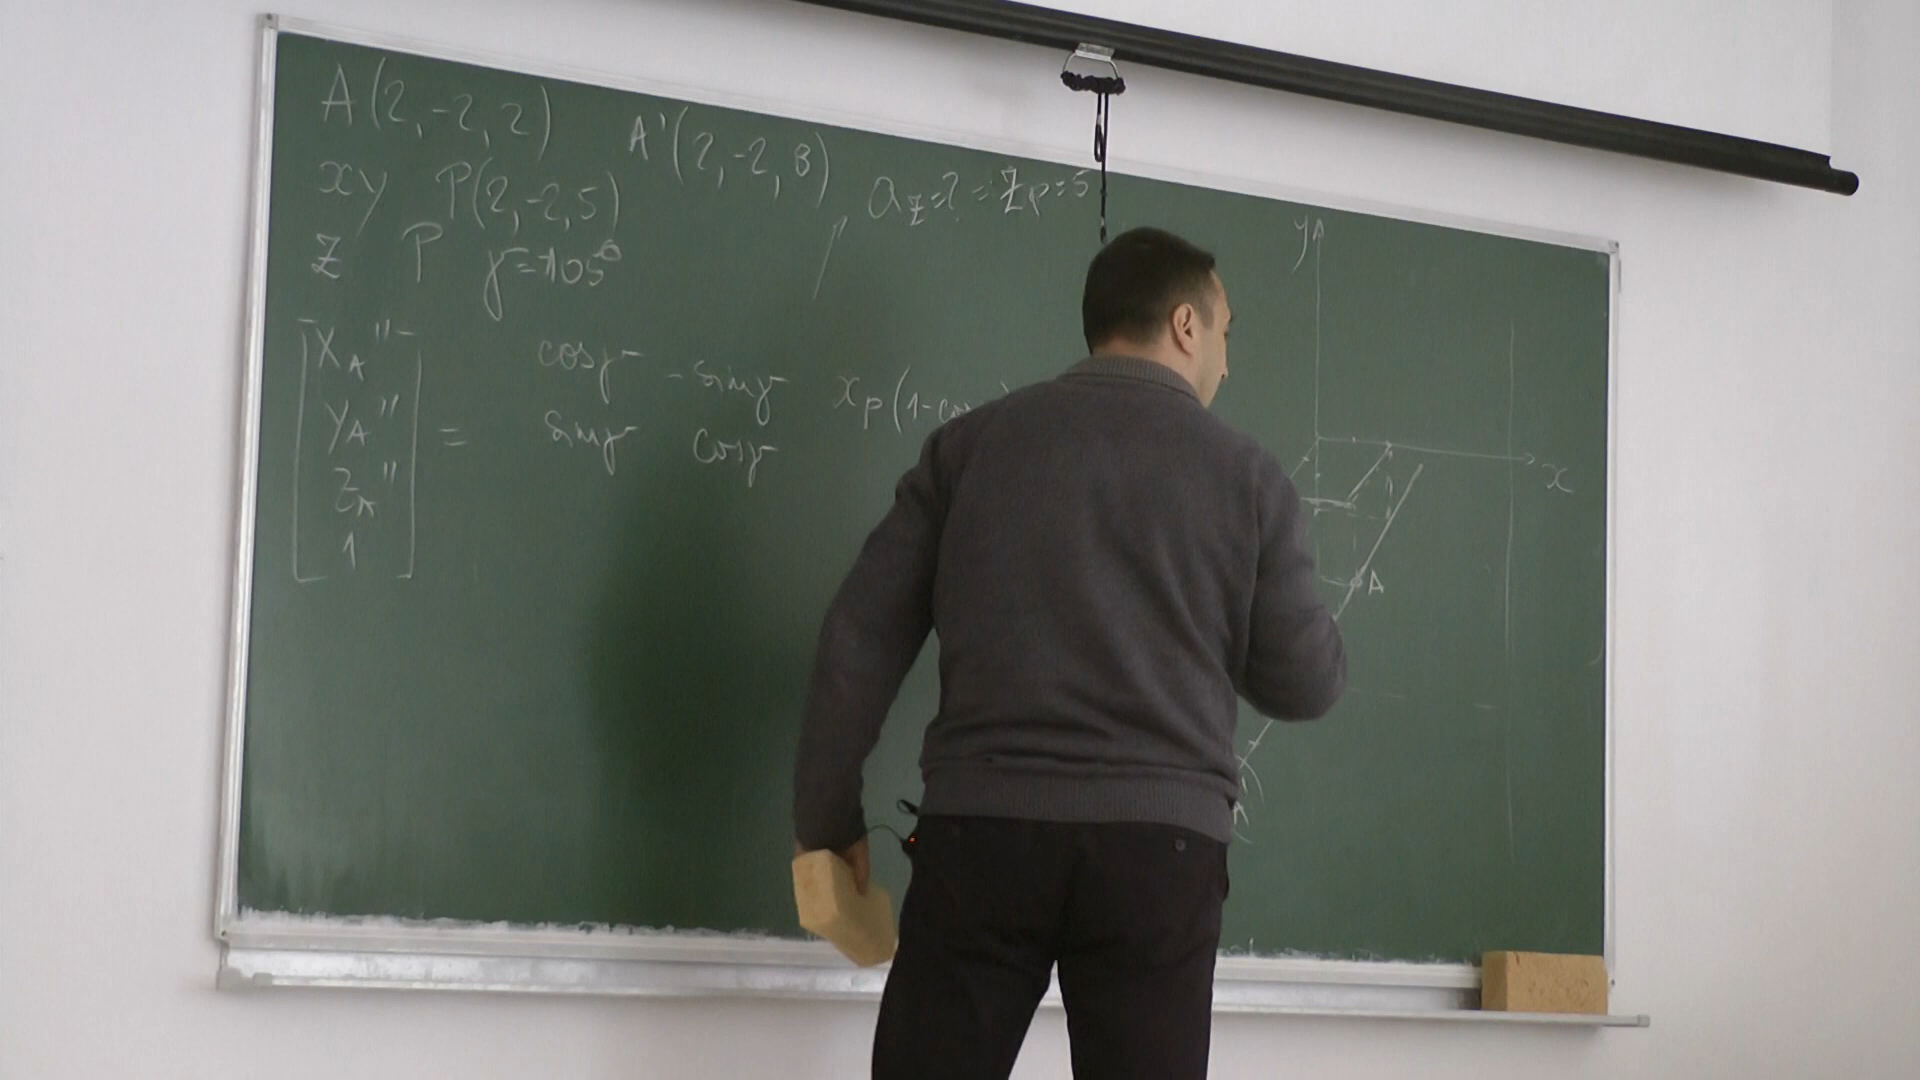 A(2,-2,2) A'(2,-2,8) a_z=?=z_p=5
xy P(2,-2,5)
z P γ=105°
x_A'' cosγ -sinγ x_p(1-cos
y_A'' = sinγ cosγ
z_A''
1
y
x
A